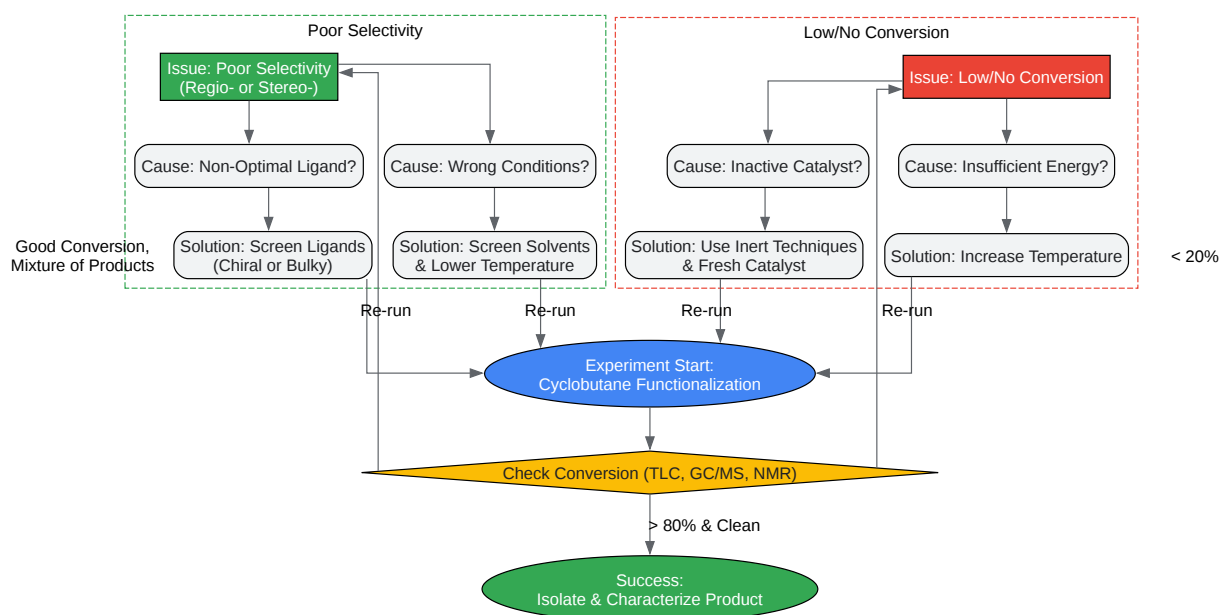 Poor Selectivity
Low/No Conversion
Issue: Poor Selectivity
(Regio- or Stereo-)
Issue: Low/No Conversion
Cause: Non-Optimal Ligand?
Cause: Wrong Conditions?
Cause: Inactive Catalyst?
Cause: Insufficient Energy?
Good Conversion,
Mixture of Products
Solution: Screen Ligands
(Chiral or Bulky)
Solution: Screen Solvents
& Lower Temperature
Solution: Use Inert Techniques
& Fresh Catalyst
Solution: Increase Temperature
< 20%
Re-run
Re-run
Re-run
Re-run
Experiment Start:
Cyclobutane Functionalization
Check Conversion (TLC, GC/MS, NMR)
> 80% & Clean
Success:
Isolate & Characterize Product